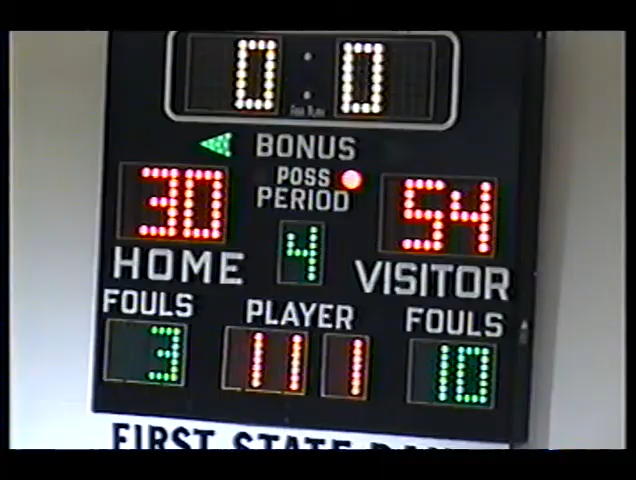 0 : 0
BONUS
30 POSS 54
PERIOD
4
HOME VISITOR
FOULS PLAYER FOULS
3 11 1 10
FIRST STATE